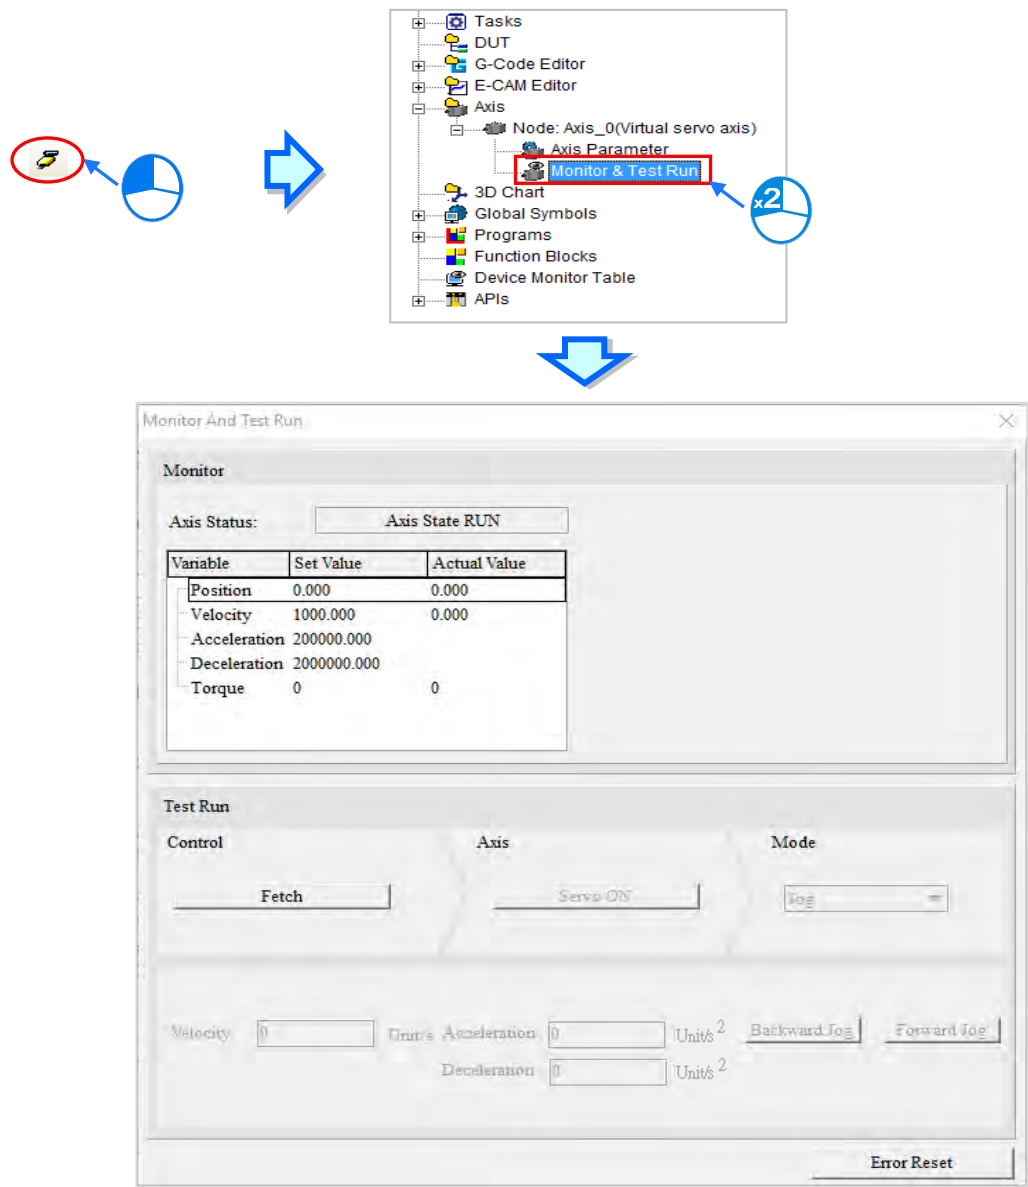 Tasks
DUT
G-Code Editor
E-CAM Editor
Axis
Node: Axis_0(Virtual servo axis)
Axis Parameter
Monitor & Test Run
x2
3D Chart
Global Symbols
Programs
Function Blocks
Device Monitor Table
APIs
Monitor And Test Run
Monitor
Axis Status: Axis State RUN
Variable Set Value Actual Value
Position 0.000 0.000
Velocity 1000.000 0.000
Acceleration 200000.000
Deceleration 2000000.000
Torque 0 0
Test Run
Control Axis Mode
Fetch Servo ON Jog
Velocity 0 Unit/s Acceleration 0 Unit/s 2 Backward Jog Forward Jog
Deceleration 0 Unit/s 2
Error Reset